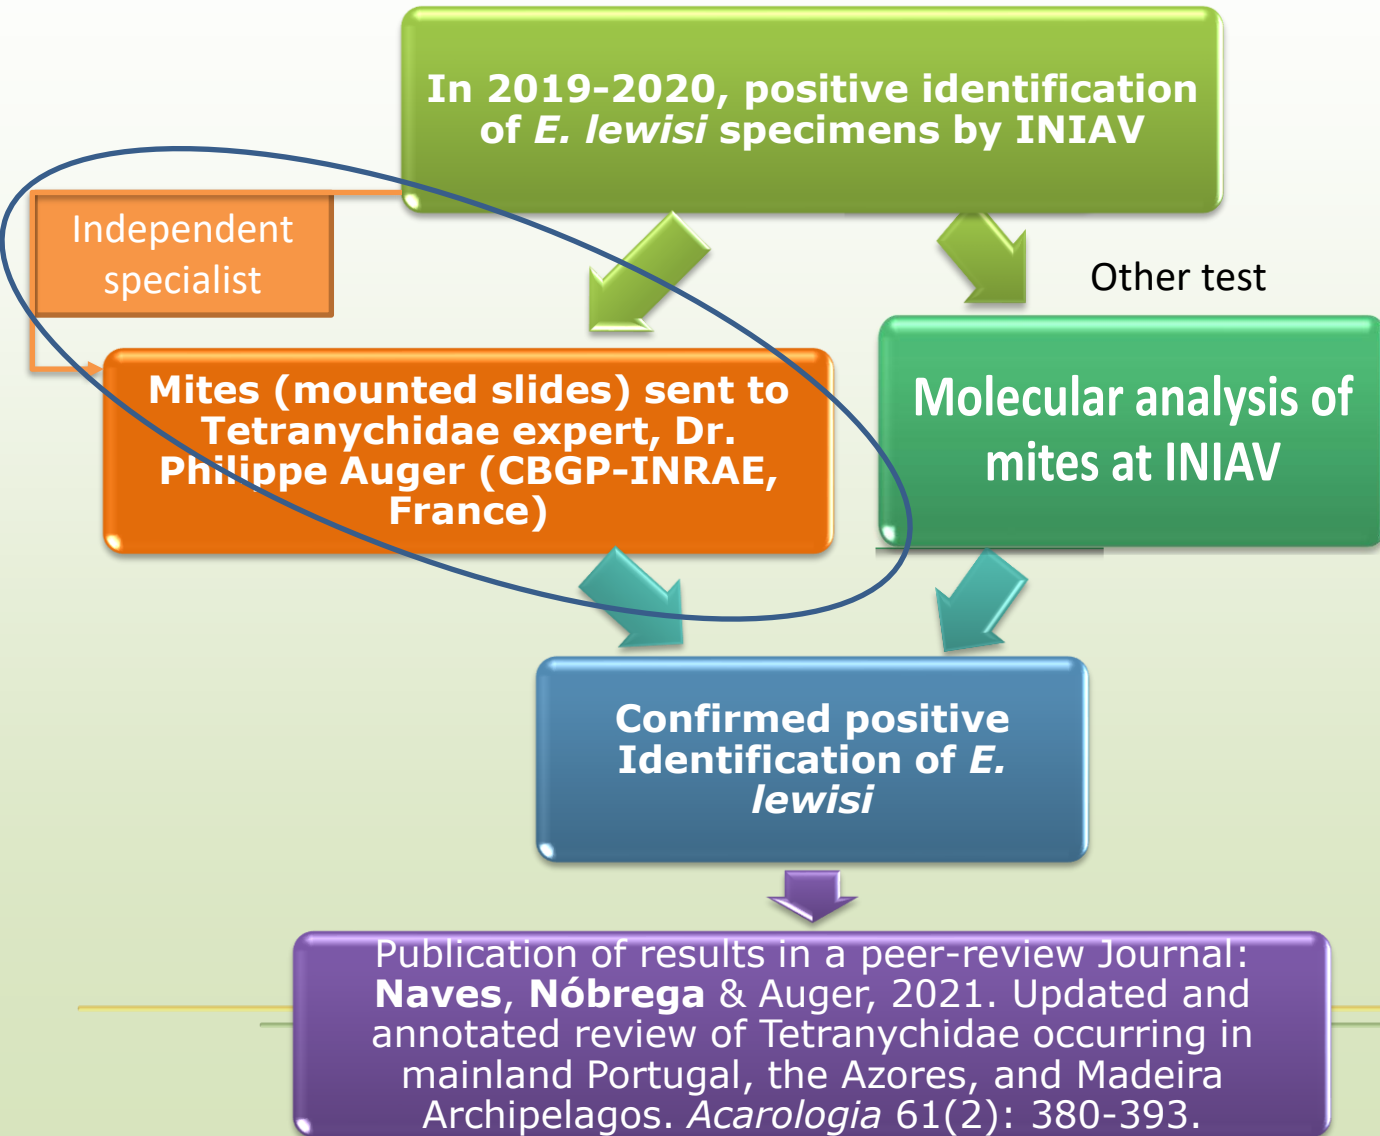 In 2019-2020, positive identification
of E. lewisi specimens by INIAV
Independent
specialist
Other test
Mites (mounted slides) sent to
Tetranychidae expert, Dr.
Philippe Auger (CBGP-INRAE,
France)
Molecular analysis of
mites at INIAV
Confirmed positive
Identification of E.
lewisi
Publication of results in a peer-review Journal:
Naves, Nóbrega & Auger, 2021. Updated and
annotated review of Tetranychidae occurring in
mainland Portugal, the Azores, and Madeira
Archipelagos. Acarologia 61(2): 380-393.